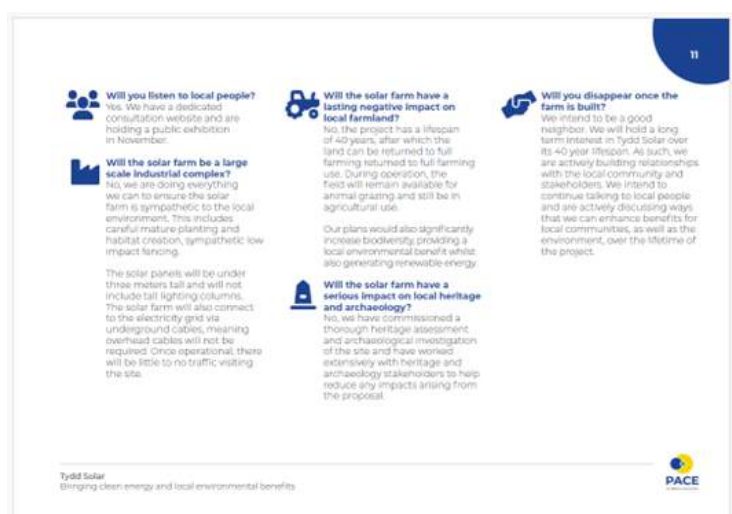 11
Will you listen to local people?
Yes. We have a dedicated
consultation website and are
holding a public exhibition
in November.
Will the solar farm be a large
scale industrial complex?
No, we are doing everything
we can to ensure the solar
farm is sympathetic to the local
environment. This includes
careful mature planting and
habitat creation, sympathetic low
impact fencing.
The solar panels will be under
three meters tall and will not
include tall lighting columns.
The solar farm will also connect
to the electricity grid via
underground cables, meaning
overhead cables will not be
required. Once operational, there
will be little to no traffic visiting
the site.
Will the solar farm have a
lasting negative impact on
local farmland?
No, the project has a lifespan
of 40 years, after which the
land can be returned to full
farming returned to full farming
use. During operation, the
field will remain available for
animal grazing and still be in
agricultural use.
Our plans would also significantly
increase biodiversity, providing a
local environmental benefit whilst
also generating renewable energy.
Will the solar farm have a
serious impact on local heritage
and archaeology?
No, we have commissioned a
thorough heritage assessment
and archaeological investigation
of the site and have worked
extensively with heritage and
archaeology stakeholders to help
reduce any impacts arising from
the proposal.
Will you disappear once the
farm is built?
We intend to be a good
neighbor. We will hold a long
term interest in Tydd Solar over
its 40 year lifespan. As such, we
are actively building relationships
with the local community and
stakeholders. We intend to
continue talking to local people
and are actively discussing ways
that we can enhance benefits for
local communities, as well as the
environment, over the lifetime of
the project.
Tydd Solar
Bringing clean energy and local environmental benefits
PACE